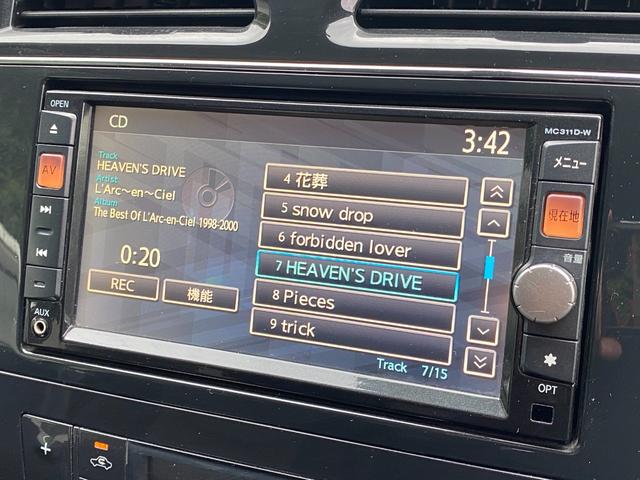 OPEN
MC311D-W
CD
3:42
メニュー
AV
Track
HEAVEN'S DRIVE
Artist
L'Arc~en~Ciel
Album
The Best Of L'Arc-en-Ciel 1998-2000
0:20
REC
機能
4 花葬
5 snow drop
6 forbidden lover
7 HEAVEN'S DRIVE
8 Pieces
9 trick
Track 7/15
現在地
音量
AUX
OPT